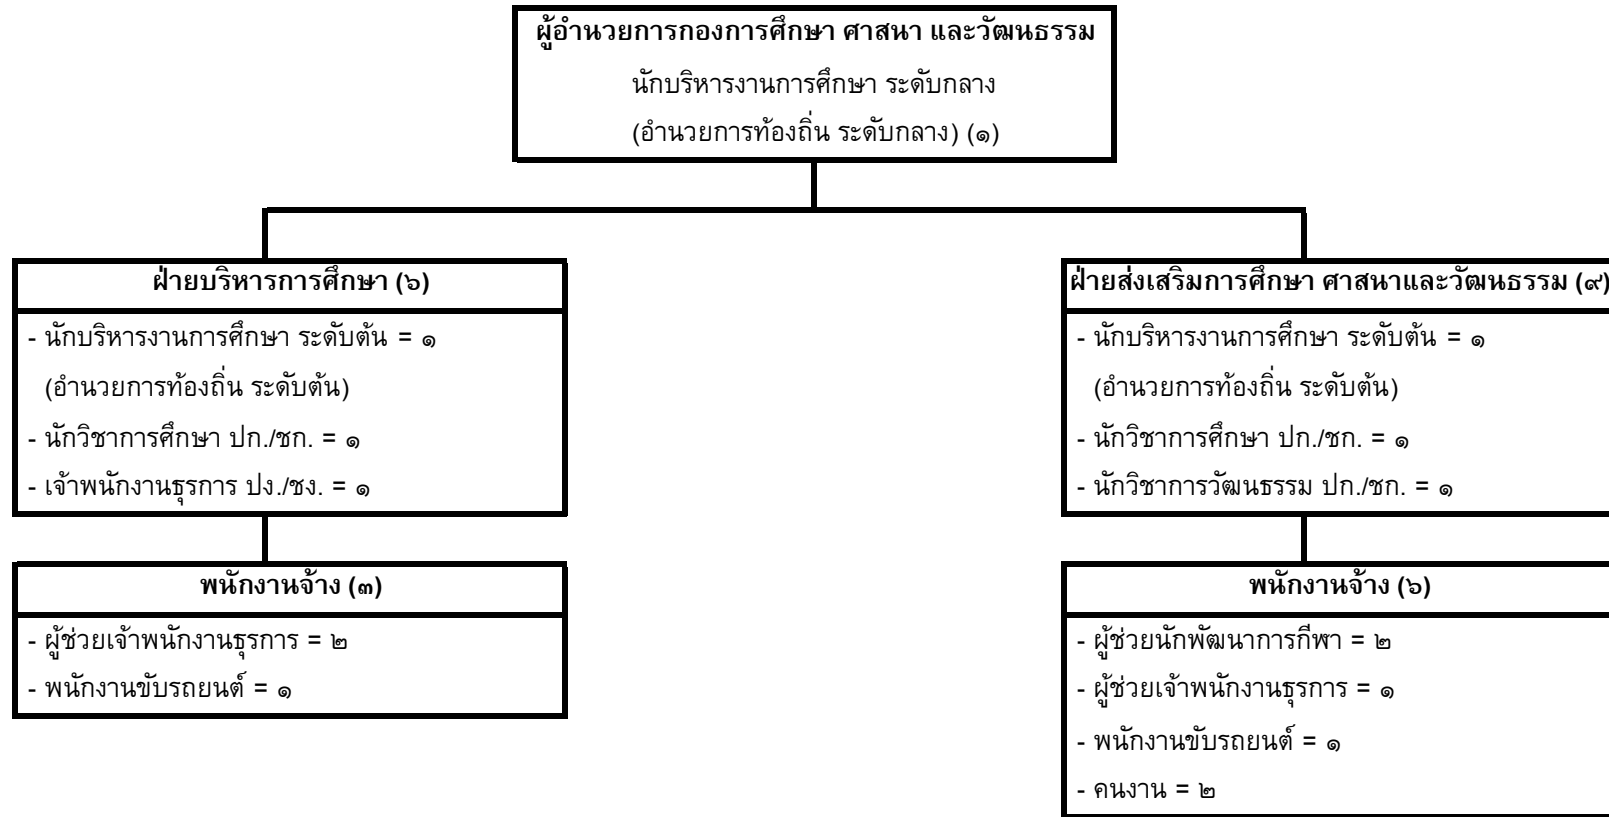 ผู้อำนวยการกองการศึกษา ศาสนา และวัฒนธรรม
นักบริหารงานการศึกษา ระดับกลาง
(อำนวยการท้องถิ่น ระดับกลาง) (๑)
ฝ่ายบริหารการศึกษา (๖)
- นักบริหารงานการศึกษา ระดับต้น = ๑
(อำนวยการท้องถิ่น ระดับต้น)
- นักวิชาการศึกษา ปก./ชก. = ๑
- เจ้าพนักงานธุรการ ปง./ชง. = ๑
พนักงานจ้าง (๓)
- ผู้ช่วยเจ้าพนักงานธุรการ = ๒
- พนักงานขับรถยนต์ = ๑
ฝ่ายส่งเสริมการศึกษา ศาสนาและวัฒนธรรม (๙)
- นักบริหารงานการศึกษา ระดับต้น = ๑
(อำนวยการท้องถิ่น ระดับต้น)
- นักวิชาการศึกษา ปก./ชก. = ๑
- นักวิชาการวัฒนธรรม ปก./ชก. = ๑
พนักงานจ้าง (๖)
- ผู้ช่วยนักพัฒนาการกีฬา = ๒
- ผู้ช่วยเจ้าพนักงานธุรการ = ๑
- พนักงานขับรถยนต์ = ๑
- คนงาน = ๒